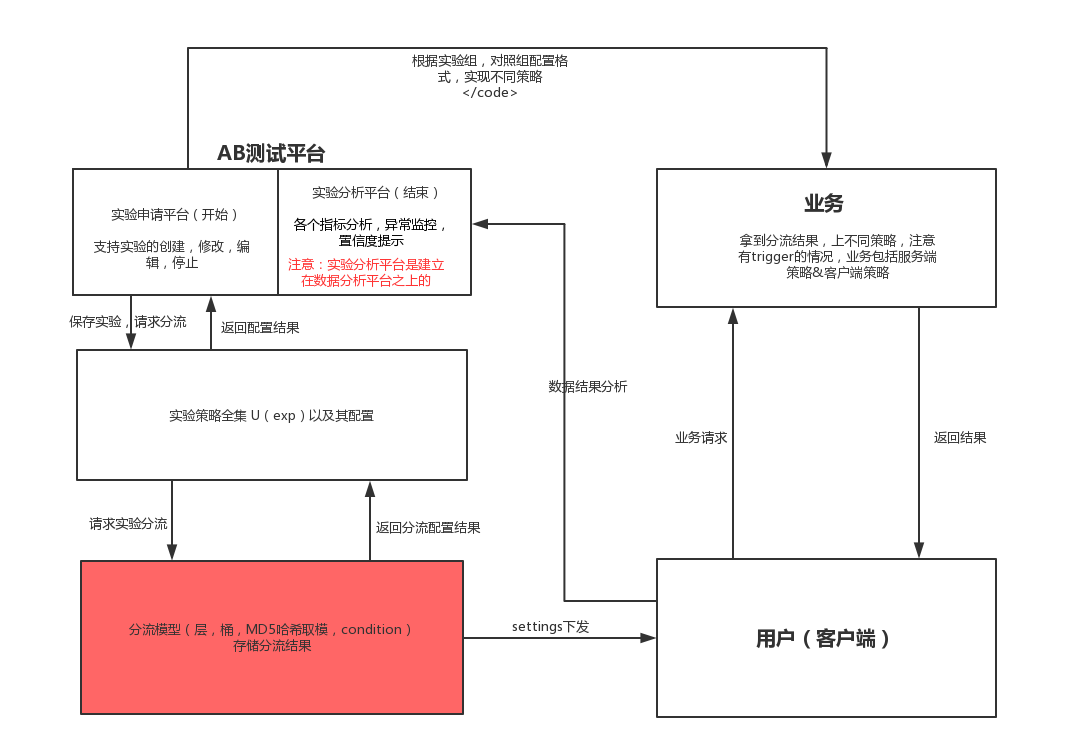 根据实验组，对照组配置格
式，实现不同策略
</code>
AB测试平台
实验申请平台（开始）
支持实验的创建，修改，编
辑，停止
实验分析平台（结束）
各个指标分析，异常监控，
置信度提示
注意：实验分析平台是建立
在数据分析平台之上的
业务
拿到分流结果，上不同策略，注意
有trigger的情况，业务包括服务端
策略&客户端策略
保存实验，请求分流
返回配置结果
实验策略全集 U（exp）以及其配置
数据结果分析
业务请求
返回结果
请求实验分流
返回分流配置结果
分流模型（层，桶，MD5哈希取模，condition）
存储分流结果
settings下发
用户（客户端）